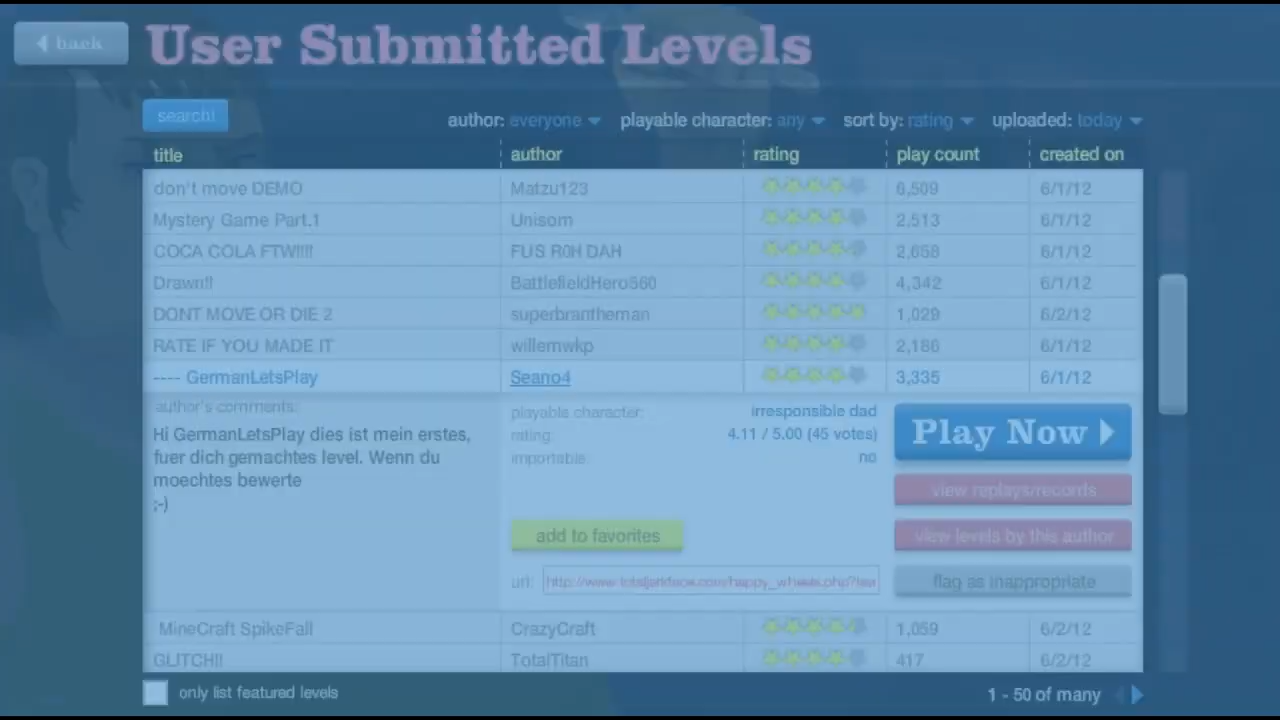 back
User Submitted Levels
search!
author: everyone playable character: any sort by: rating uploaded: today
title author rating play count created on
don't move DEMO Matzu123 6,509 6/1/12
Mystery Game Part.1 Unisorn 2,513 6/1/12
COCA COLA FTW!!!! FUS R0H DAH 2,658 6/1/12
Drawn!! BattlefieldHero360 4,342 6/1/12
DONT MOVE OR DIE 2 superbrantheman 1,029 6/2/12
RATE IF YOU MADE IT willemwkp 2,186 6/1/12
---- GermanLetsPlay Seano4 3,335 6/1/12
author's comments:
Hi GermanLetsPlay dies ist mein erstes,
fuer dich gemachtes level. Wenn du
moechtes bewerte
;-)
playable character: irresponsible dad
rating: 4.11 / 5.00 (45 votes)
importable: no
add to favorites
url: http://www.totaljerkface.com/happy_wheels.php?lev
Play Now
view replays/records
view levels by this author
flag as inappropriate
MineCraft SpikeFall CrazyCraft 1,059 6/2/12
GLITCH!! TotalTitan 417 6/2/12
only list featured levels 1 - 50 of many